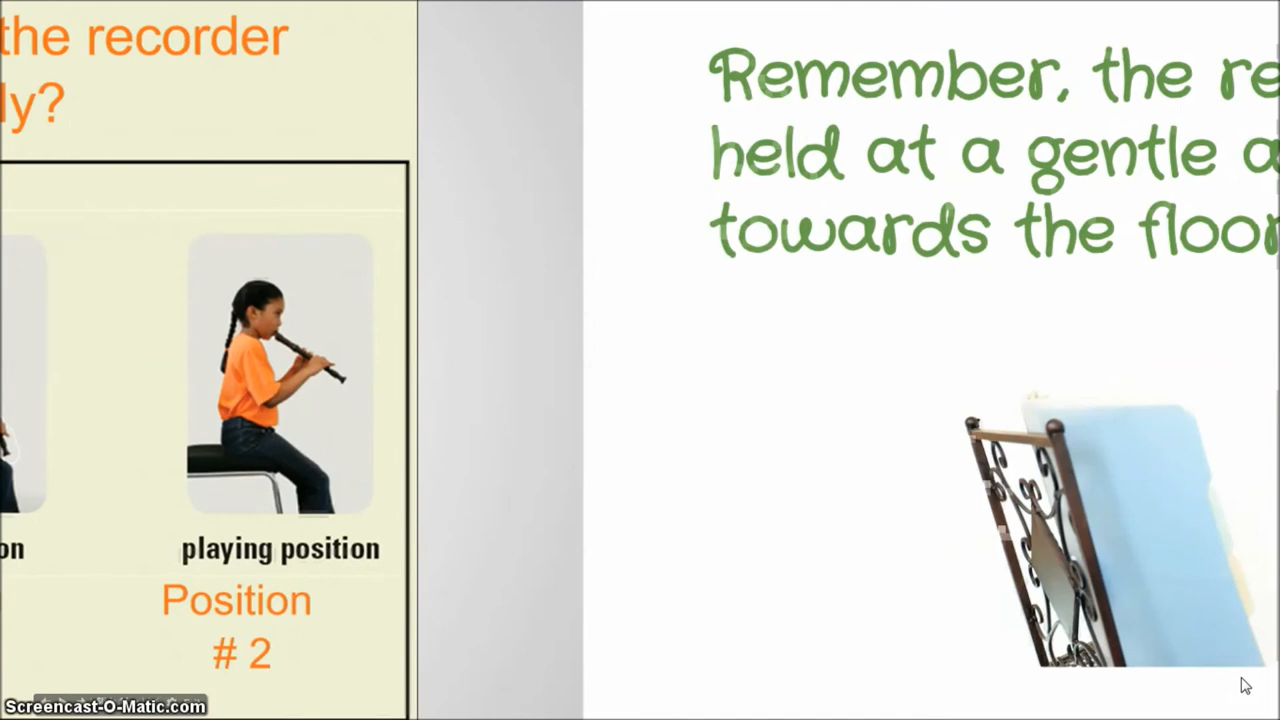 the recorder
ly?
on
playing position
Position
# 2
Remember, the re
held at a gentle a
towards the floor
Screencast-O-Matic.com